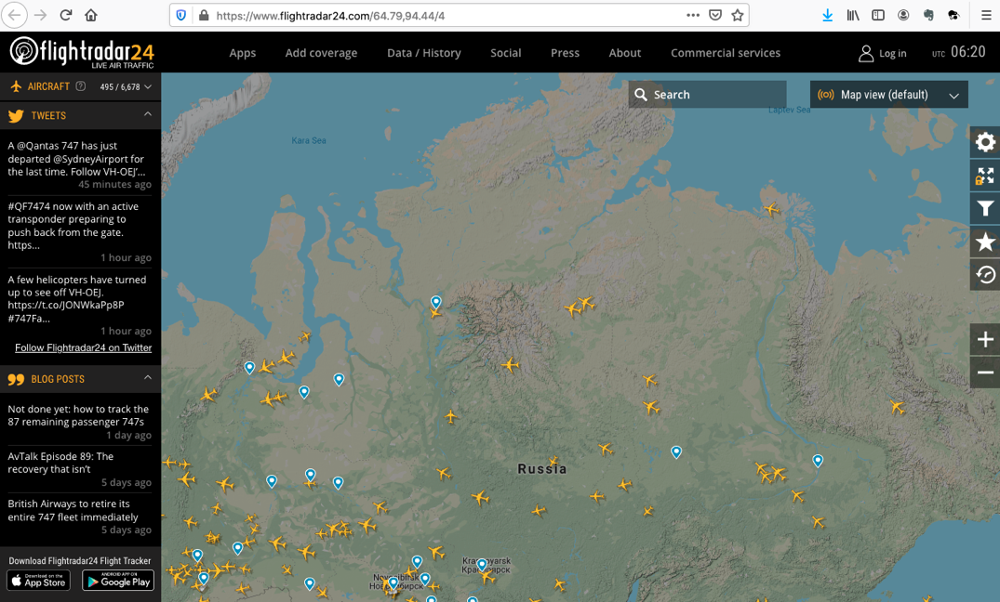 https://www.flightradar24.com/64.79,94.44/4
flightradar24
LIVE AIR TRAFFIC
Apps
Add coverage
Data / History
Social
Press
About
Commercial services
Log in
UTC 06:20
AIRCRAFT ? 495 / 6,678
TWEETS
A @Qantas 747 has just
departed @SydneyAirport for
the last time. Follow VH-OEJ'...
45 minutes ago
#QF7474 now with an active
transponder preparing to
push back from the gate.
https...
1 hour ago
A few helicopters have turned
up to see off VH-OEJ.
https://t.co/JONWkaPp8P
#747Fa...
1 hour ago
Follow Flightradar24 on Twitter
BLOG POSTS
Not done yet: how to track the
87 remaining passenger 747s
1 day ago
AvTalk Episode 89: The
recovery that isn't
5 days ago
British Airways to retire its
entire 747 fleet immediately
5 days ago
Download Flightradar24 Flight Tracker
Download on the
App Store
ANDROID APP ON
Google Play
Search
Map view (default)
Kara Sea
Laptev Sea
Russia
Krasnoyarsk
Красноярск
Novosibirsk
Новосибирск